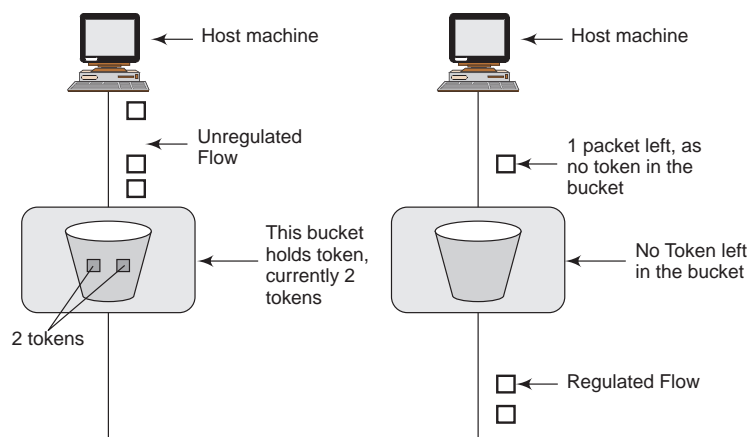 Host machine
Unregulated
Flow
This bucket
holds token,
currently 2
tokens
2 tokens
Host machine
1 packet left, as
no token in the
bucket
No Token left
in the bucket
Regulated Flow